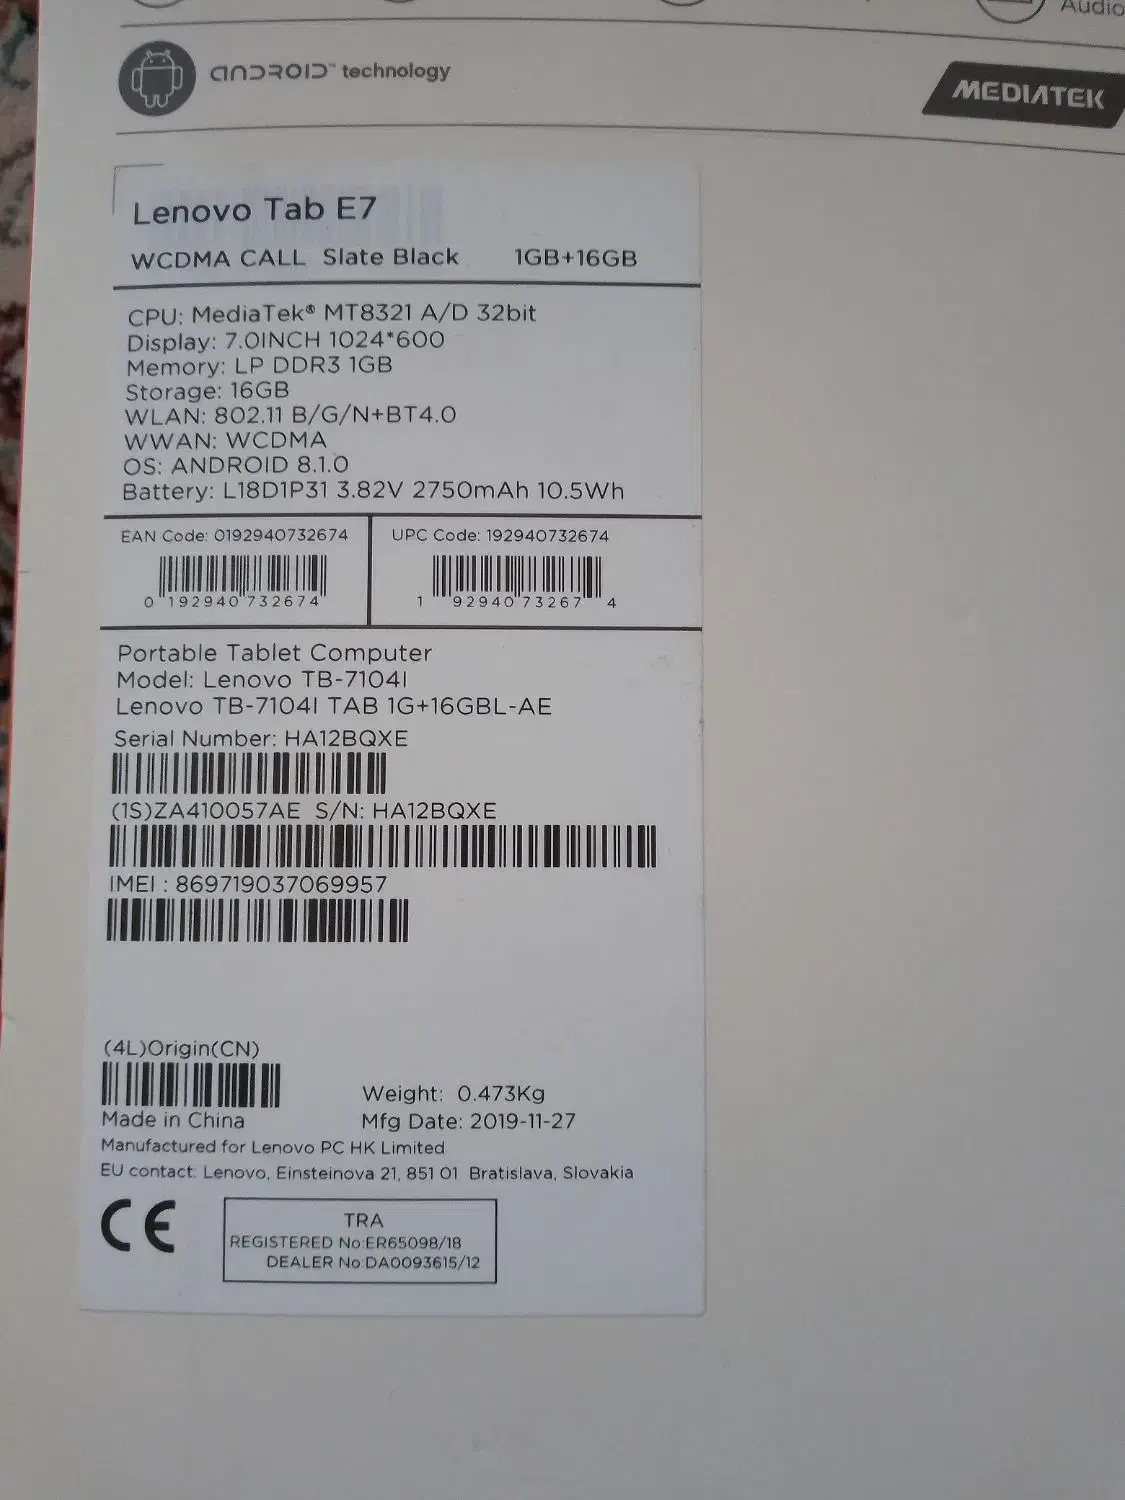 Audio
ANDROID™ technology
MEDIATEK
Lenovo Tab E7
WCDMA CALL Slate Black 1GB+16GB
CPU: MediaTek® MT8321 A/D 32bit
Display: 7.0INCH 1024*600
Memory: LP DDR3 1GB
Storage: 16GB
WLAN: 802.11 B/G/N+BT4.0
WWAN: WCDMA
OS: ANDROID 8.1.0
Battery: L18D1P31 3.82V 2750mAh 10.5Wh
EAN Code: 0192940732674 UPC Code: 192940732674
0 192940 732674 1 92940 73267 4
Portable Tablet Computer
Model: Lenovo TB-7104I
Lenovo TB-7104I TAB 1G+16GBL-AE
Serial Number: HA12BQXE
(1S)ZA410057AE S/N: HA12BQXE
IMEI : 869719037069957
(4L)Origin(CN)
Weight: 0.473Kg
Made in China Mfg Date: 2019-11-27
Manufactured for Lenovo PC HK Limited
EU contact: Lenovo, Einsteinova 21, 851 01 Bratislava, Slovakia
CE
TRA
REGISTERED No:ER65098/18
DEALER No:DA0093615/12